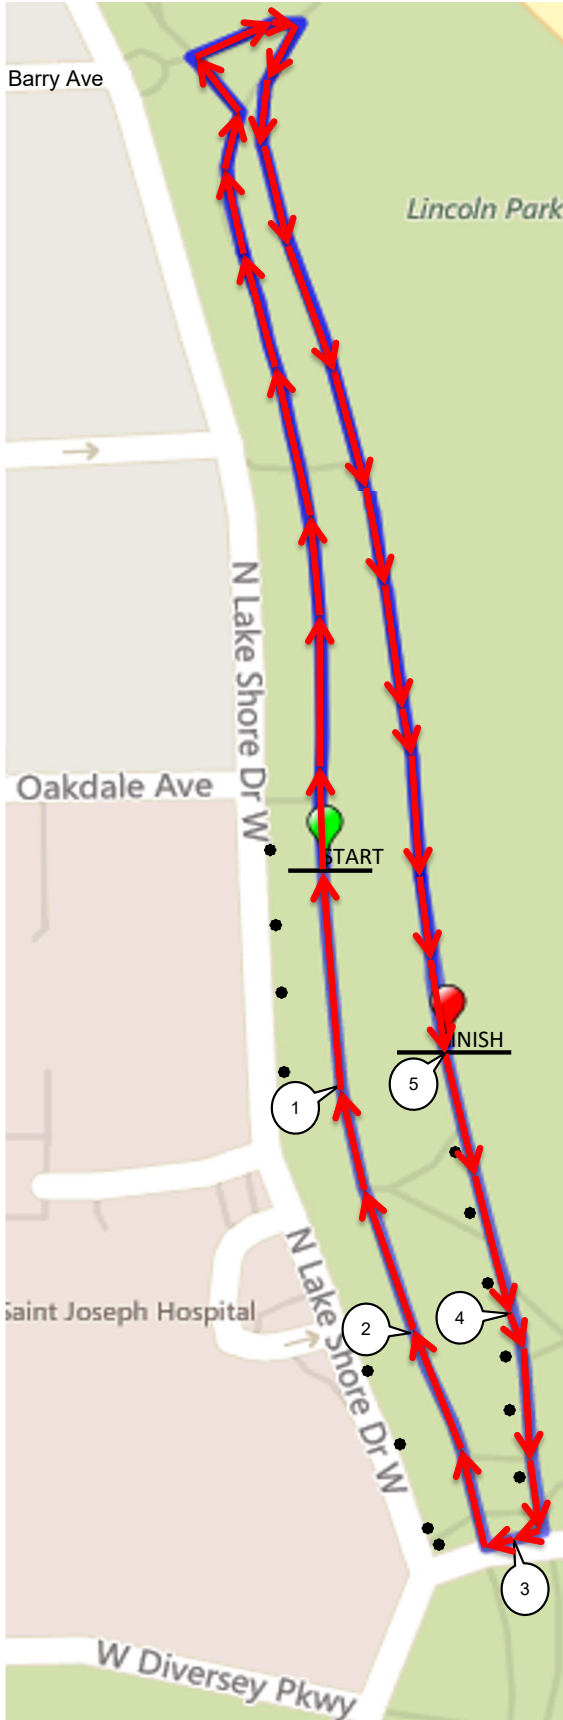 Barry Ave
Lincoln Park
N Lake Shore Dr W
Oakdale Ave
START
INISH
5
1
N Lake Shore Dr W
Saint Joseph Hospital
4
2
3
W Diversey Pkwy